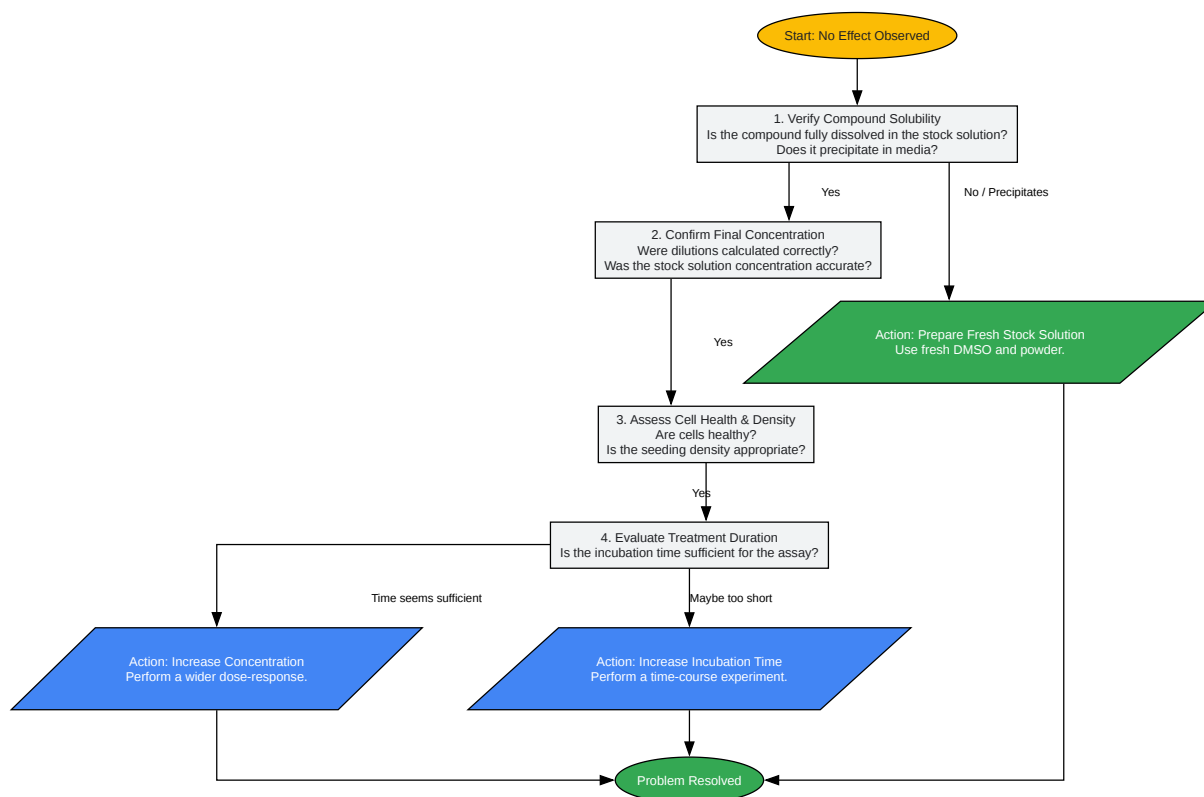 Start: No Effect Observed
1. Verify Compound Solubility
Is the compound fully dissolved in the stock solution?
Does it precipitate in media?
Yes
No / Precipitates
2. Confirm Final Concentration
Were dilutions calculated correctly?
Was the stock solution concentration accurate?
Action: Prepare Fresh Stock Solution
Use fresh DMSO and powder.
Yes
3. Assess Cell Health & Density
Are cells healthy?
Is the seeding density appropriate?
Yes
4. Evaluate Treatment Duration
Is the incubation time sufficient for the assay?
Time seems sufficient
Maybe too short
Action: Increase Concentration
Perform a wider dose-response.
Action: Increase Incubation Time
Perform a time-course experiment.
Problem Resolved